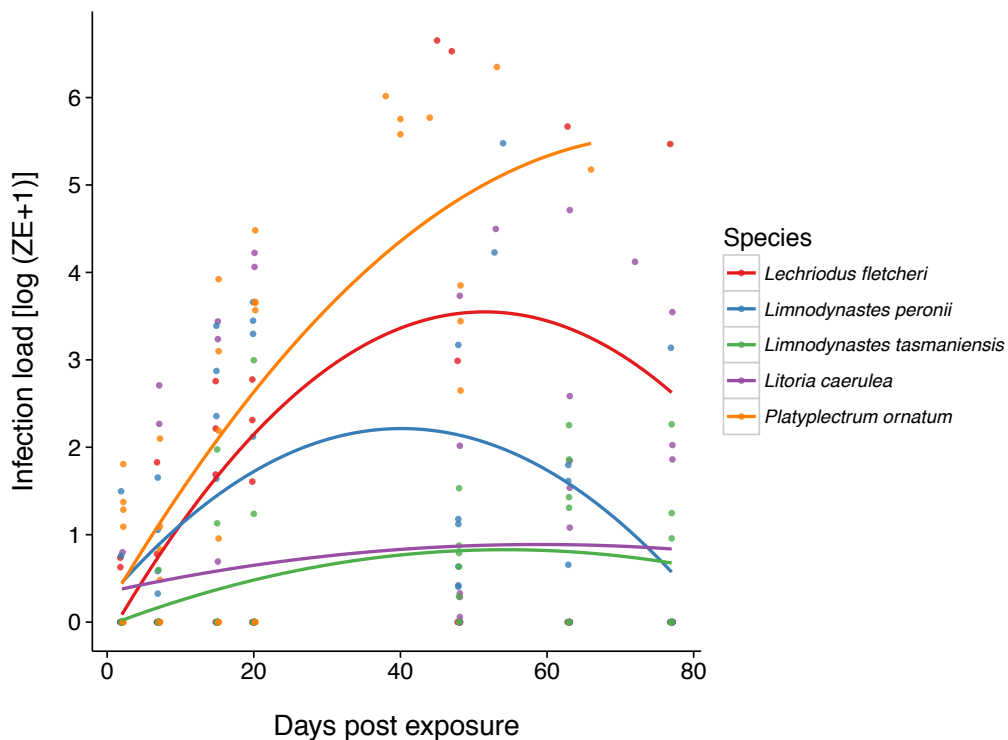 Infection load [log (ZE+1)]
6
5
4
3
2
1
0
0
20
40
60
80
Days post exposure
Species
Lechriodus fletcheri
Limnodynastes peronii
Limnodynastes tasmaniensis
Litoria caerulea
Platyplectrum ornatum